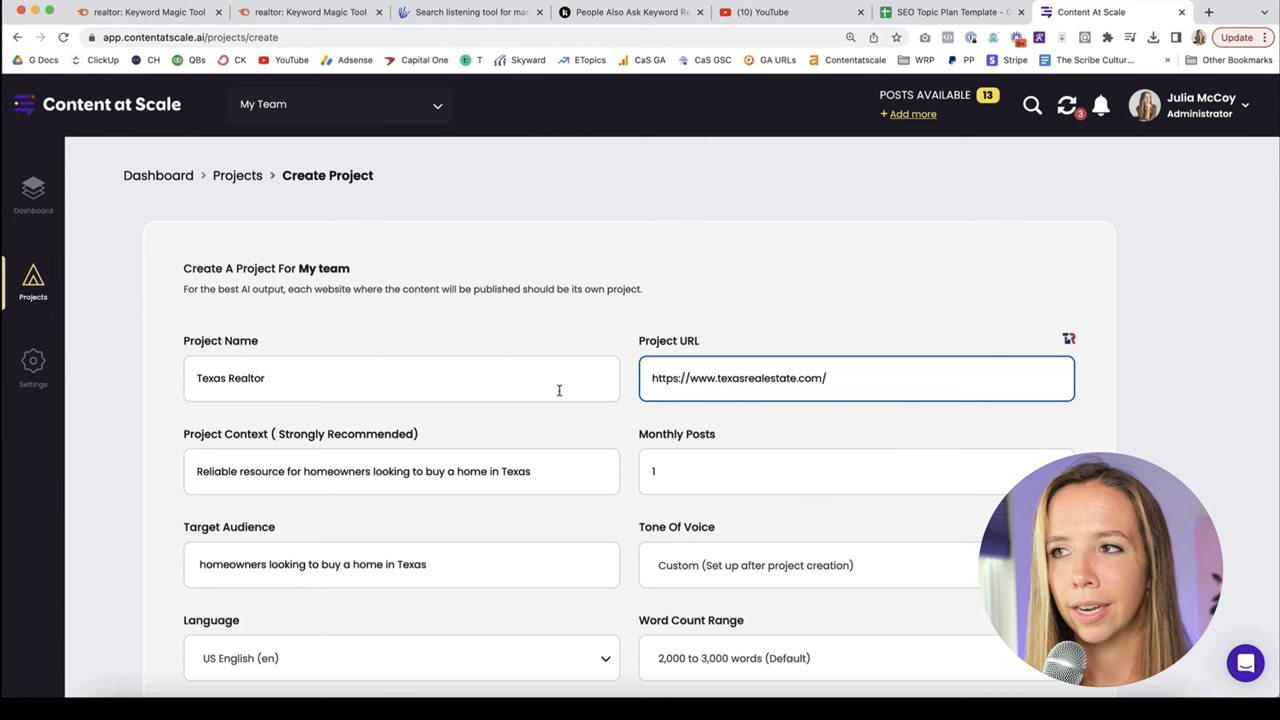 realtor: Keyword Magic Tool
realtor: Keyword Magic Tool
Search listening tool for mar
People Also Ask Keyword Re
(10) YouTube
SEO Topic Plan Template - G
Content At Scale
app.contentatscale.ai/projects/create
Update
G Docs
ClickUp
CH
QBs
CK
YouTube
Adsense
Capital One
T
Skyward
ETopics
CaS GA
CaS GSC
GA URLs
Contentatscale
WRP
PP
Stripe
The Scribe Cultur...
»
Other Bookmarks
Content at Scale
My Team
POSTS AVAILABLE 13
+ Add more
3
Julia McCoy
Administrator
Dashboard
Projects
Settings
Dashboard > Projects > Create Project
Create A Project For My team
For the best AI output, each website where the content will be published should be its own project.
Project Name
Texas Realtor
Project URL
https://www.texasrealestate.com/
Project Context ( Strongly Recommended)
Reliable resource for homeowners looking to buy a home in Texas
Monthly Posts
1
Target Audience
homeowners looking to buy a home in Texas
Tone Of Voice
Custom (Set up after project creation)
Language
US English (en)
Word Count Range
2,000 to 3,000 words (Default)